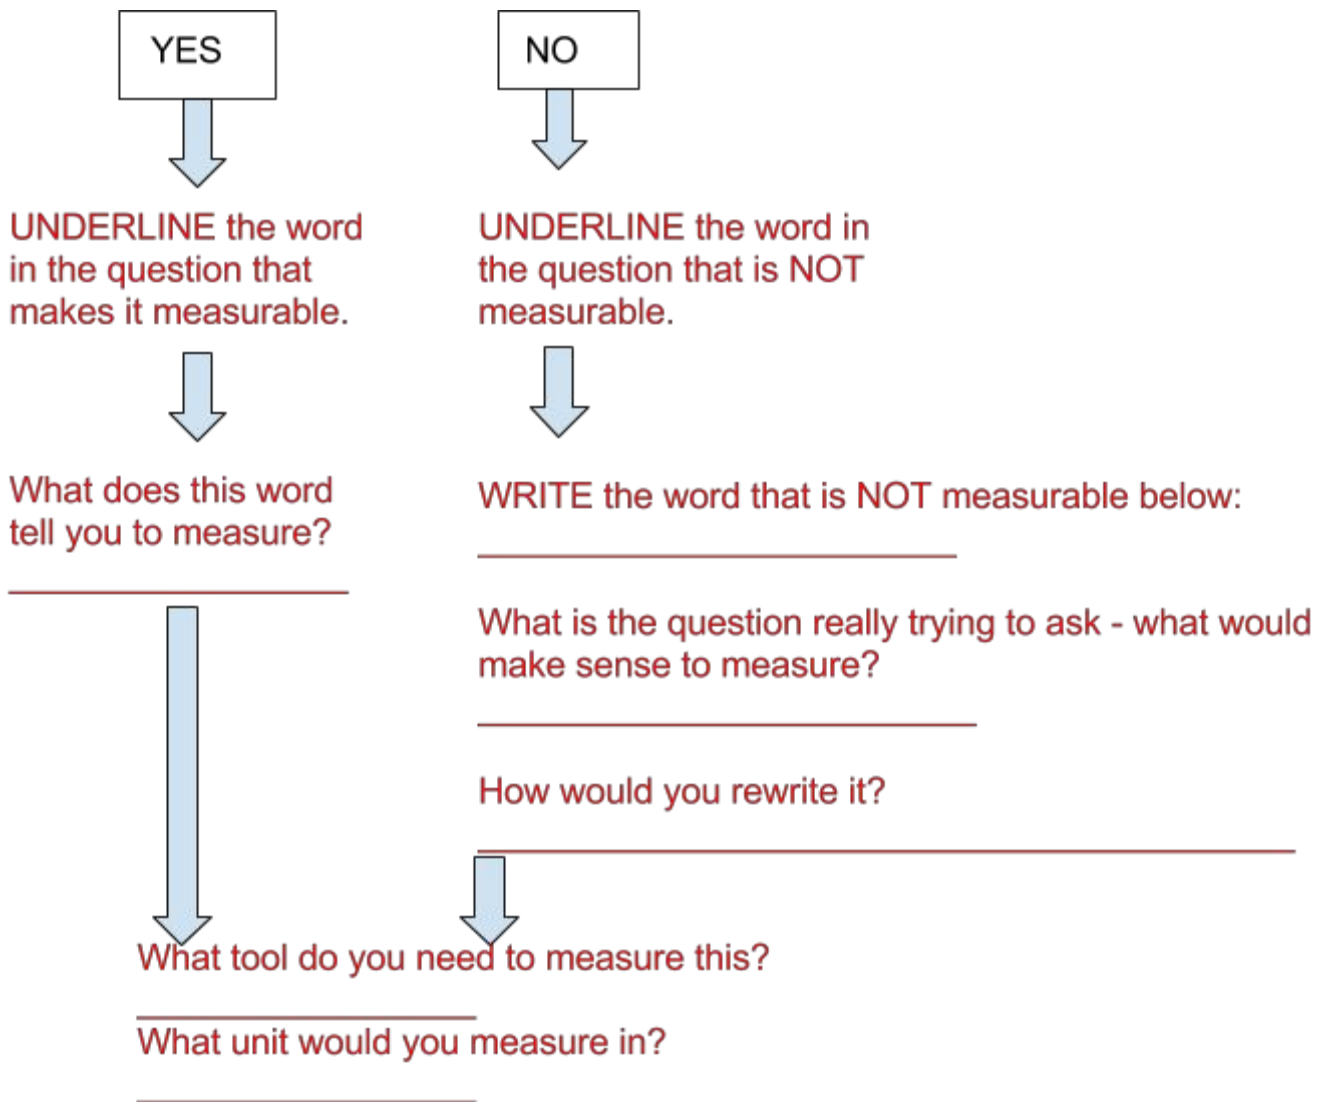 YES
NO
UNDERLINE the word
in the question that
makes it measurable.
UNDERLINE the word in
the question that is NOT
measurable.
What does this word
tell you to measure?
WRITE the word that is NOT measurable below:
What is the question really trying to ask - what would
make sense to measure?
How would you rewrite it?
What tool do you need to measure this?
What unit would you measure in?